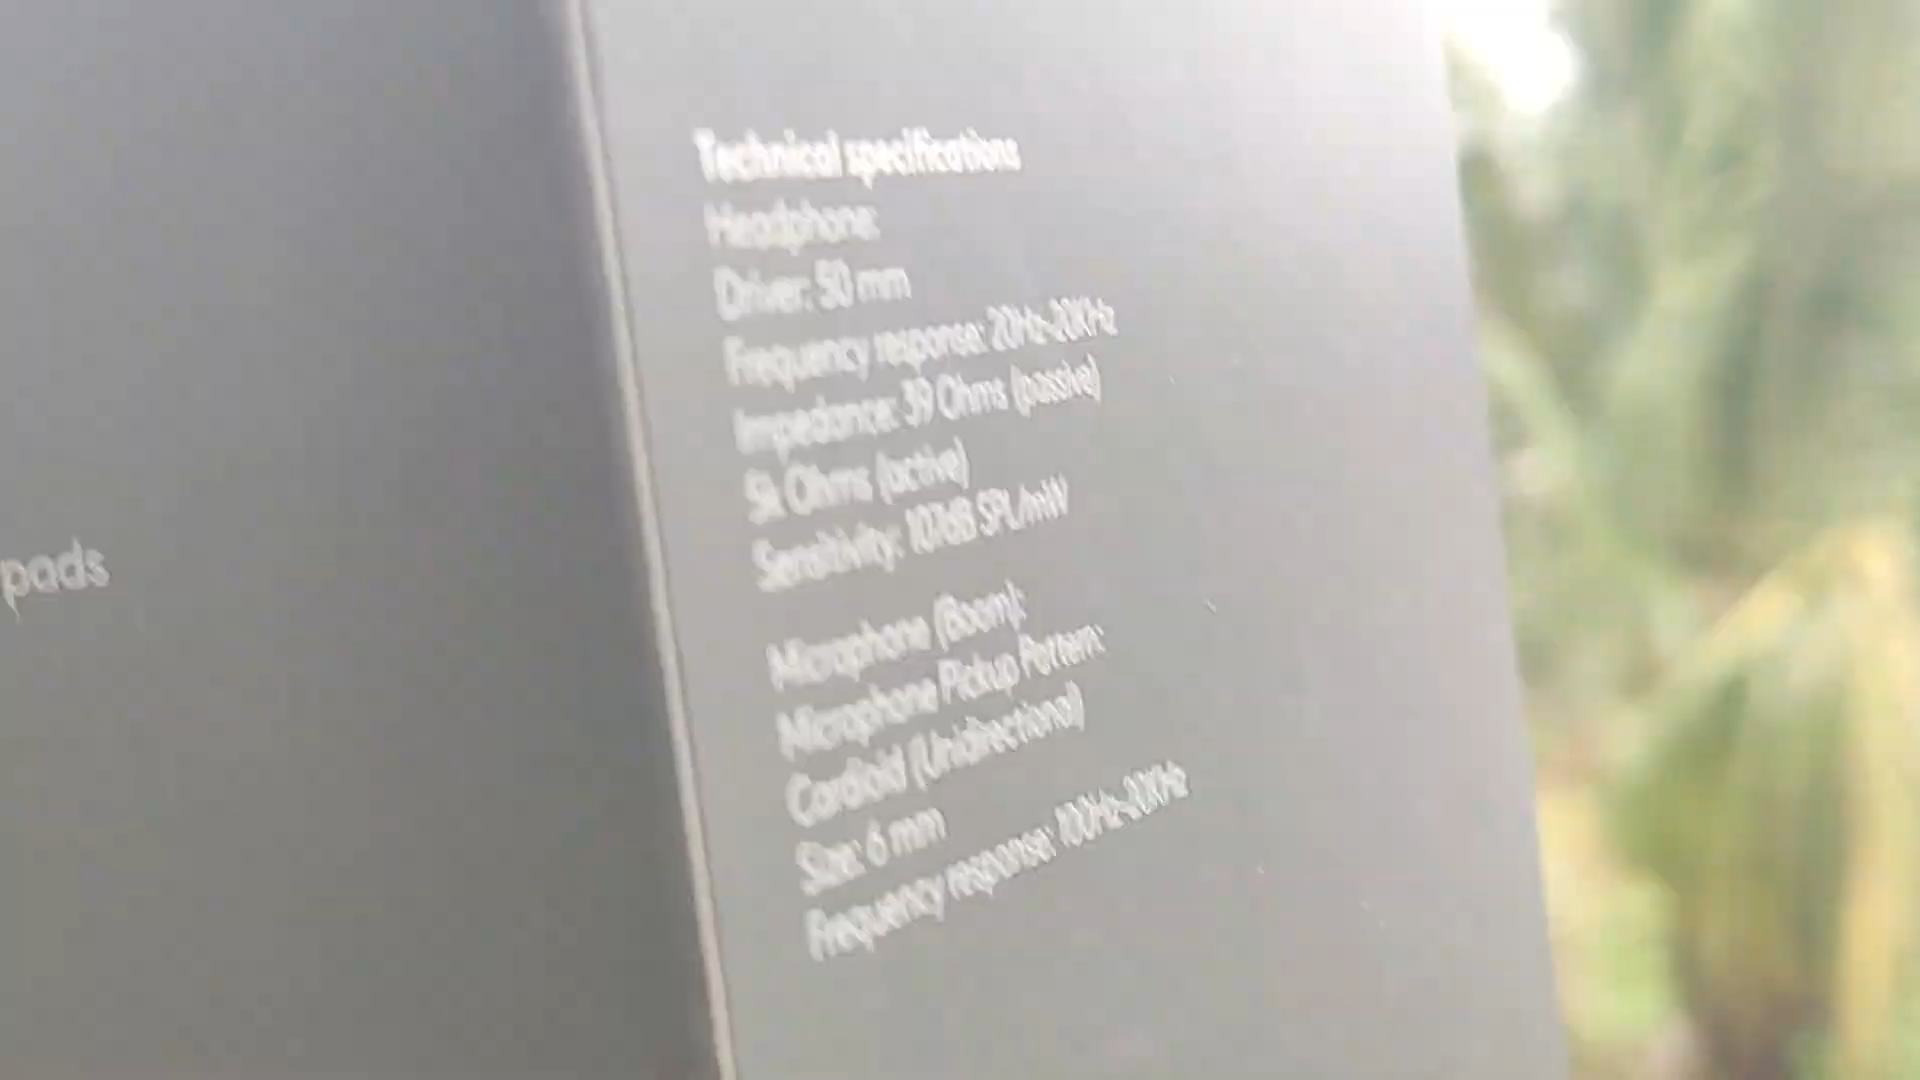 pads
Technical specifications
Headphone:
Driver: 50 mm
Frequency response: 20Hz-20KHz
Impedance: 39 Ohms (passive)
5k Ohms (active)
Sensitivity: 107dB SPL/mW
Microphone (Boom):
Microphone Pickup Pattern:
Cardioid (Unidirectional)
Size: 6 mm
Frequency response: 100Hz-20KHz